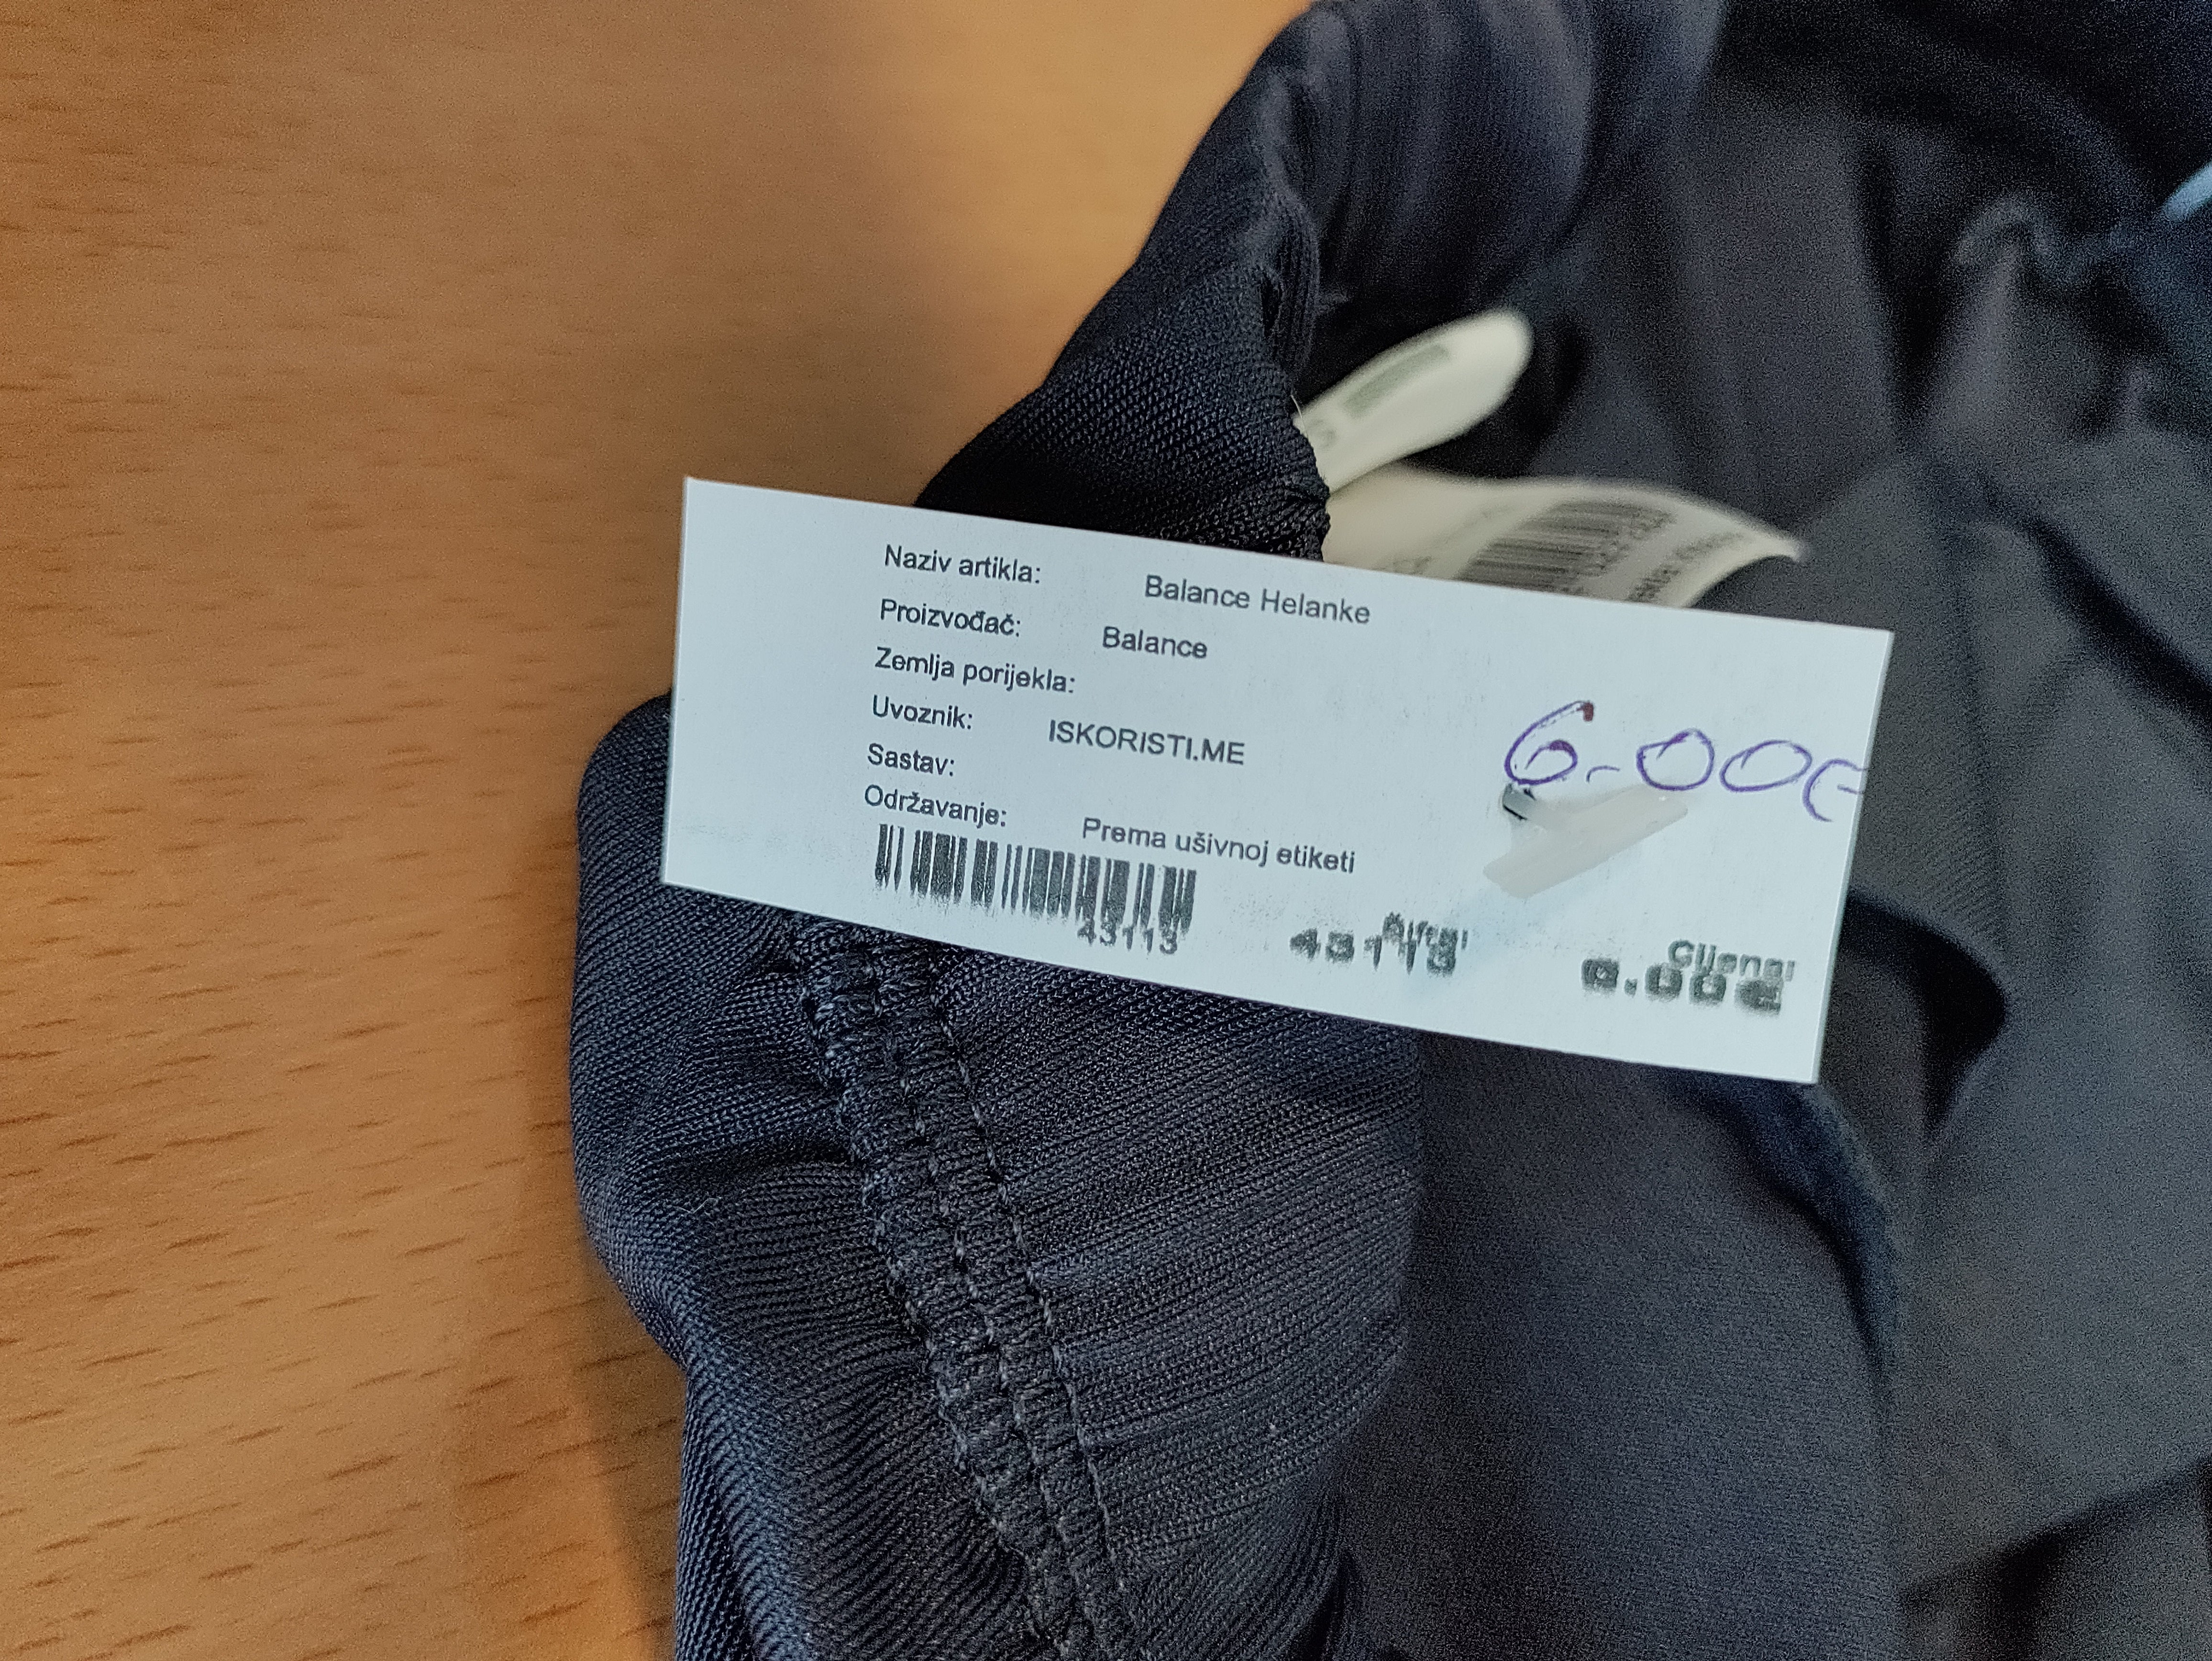 Naziv artikla: Balance Helanke
Proizvođač: Balance
Zemlja porijekla:
Uvoznik: ISKORISTI.ME
Sastav:
Održavanje: Prema ušivnoj etiketi
6.00€
43113
43113
Cijena:
6.00€